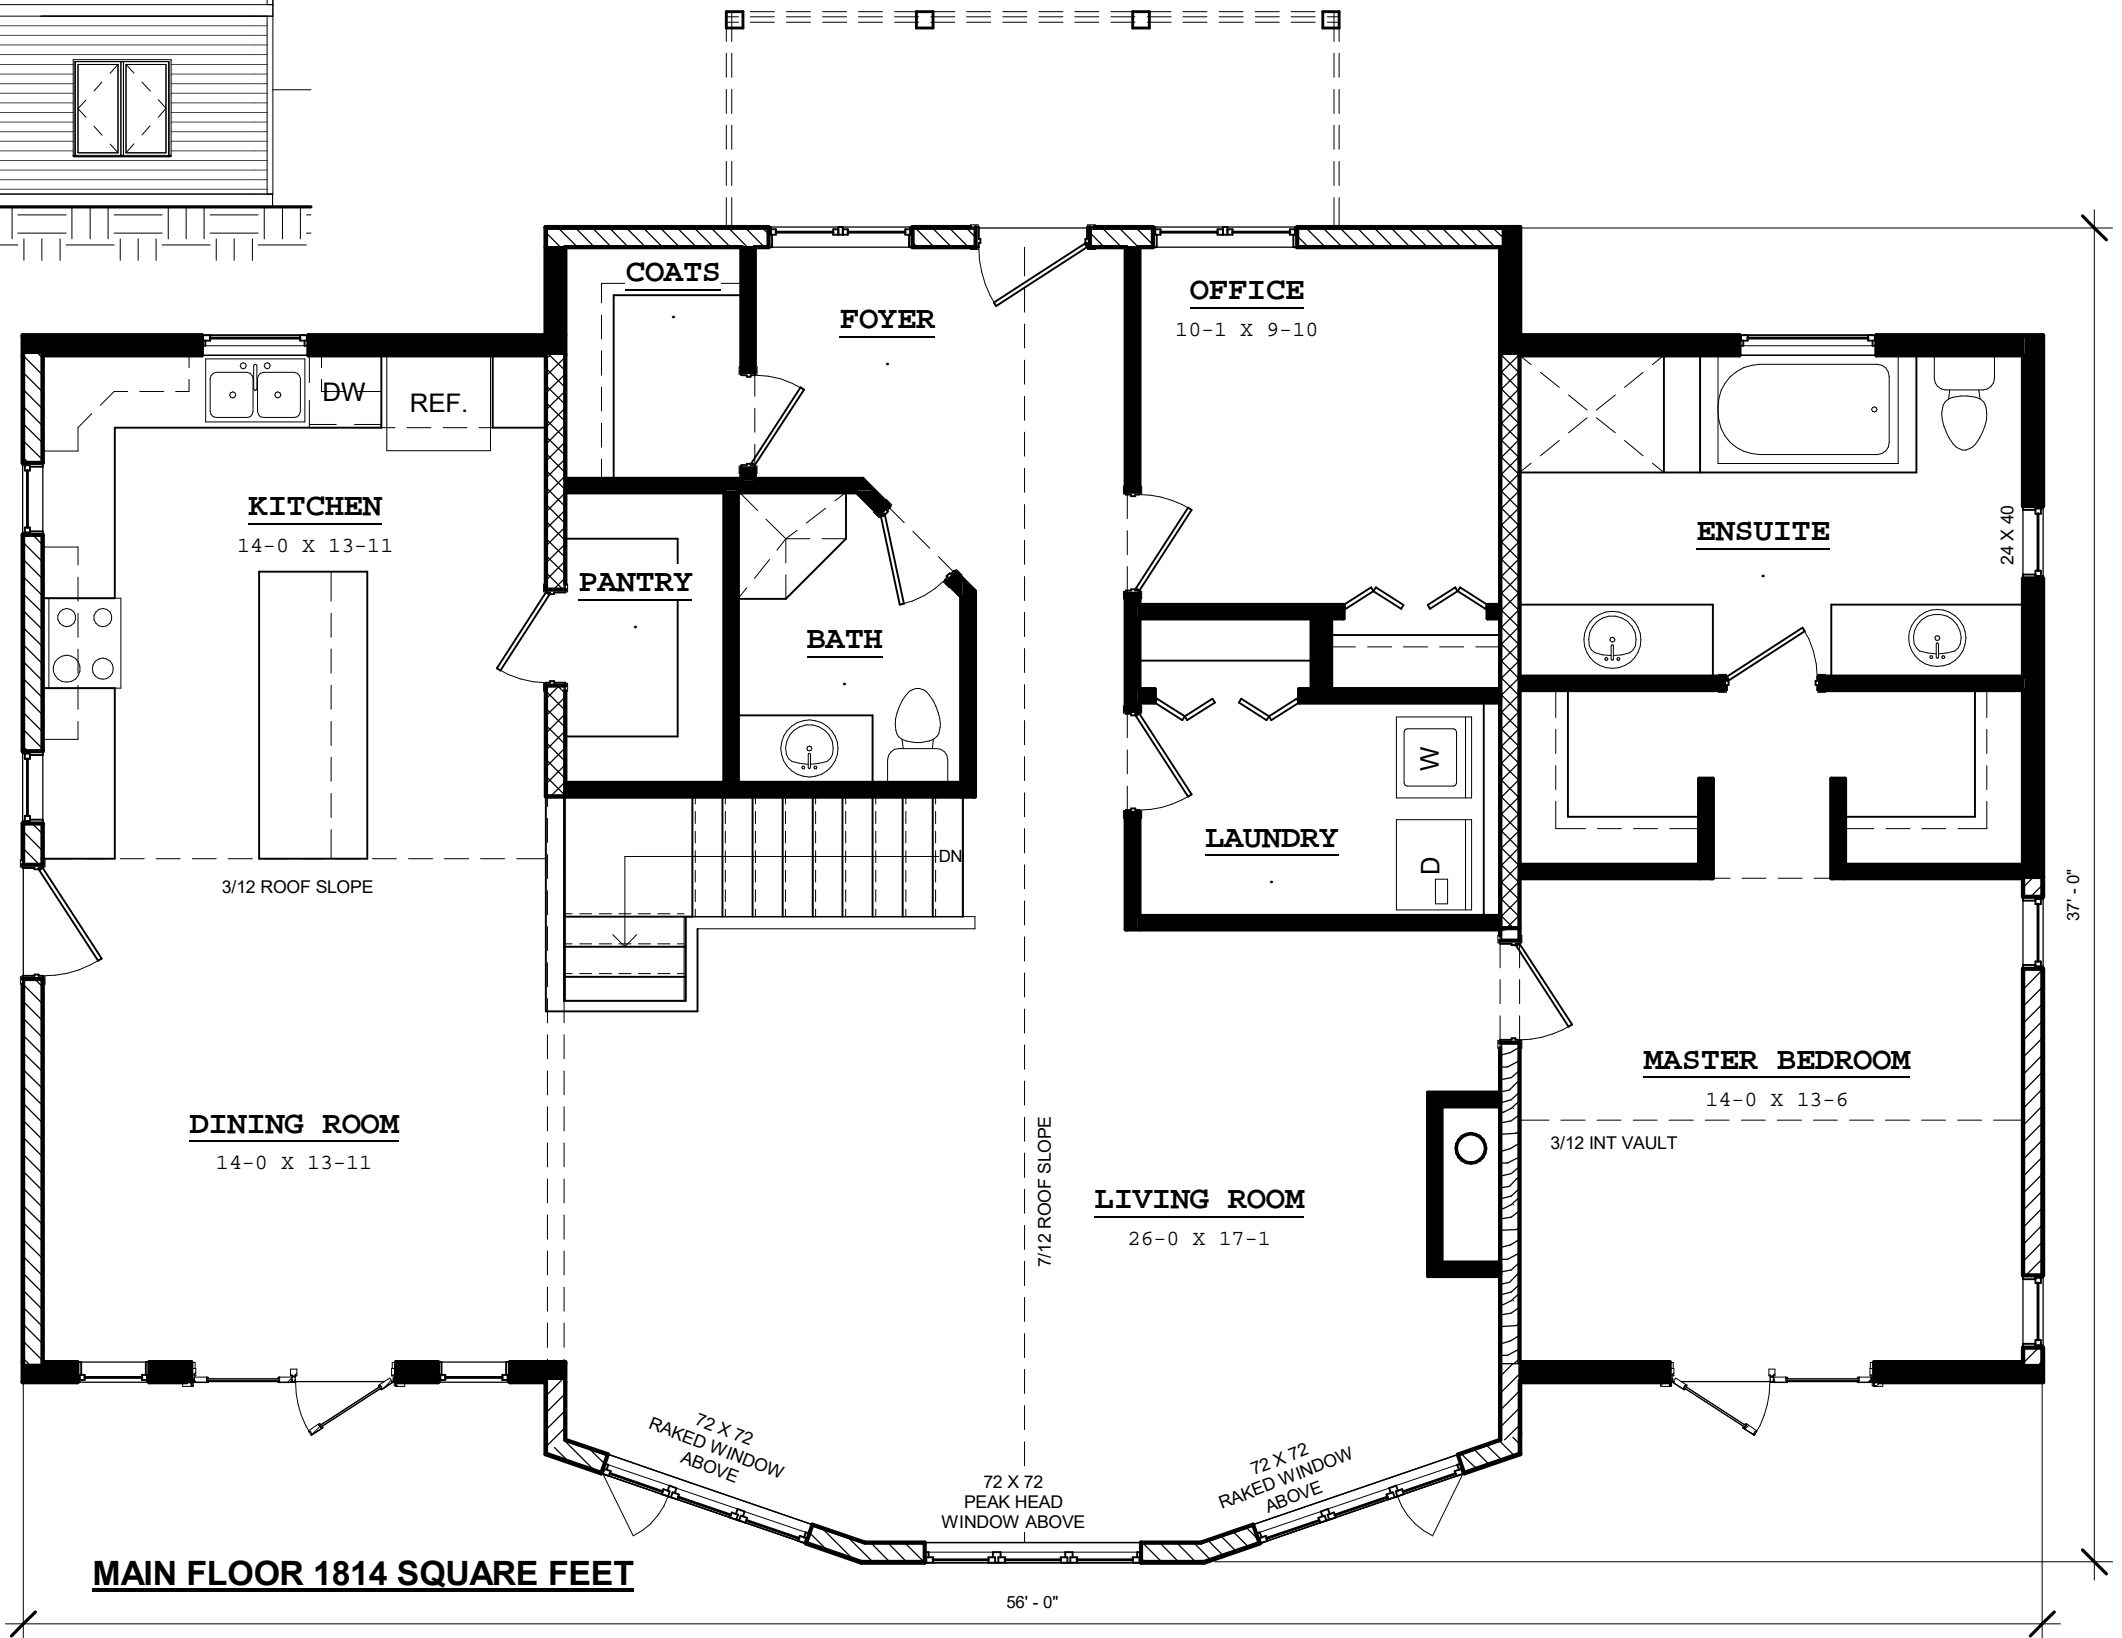 COATS
FOYER
OFFICE
10-1 X 9-10
DW
REF.
KITCHEN
14-0 X 13-11
PANTRY
BATH
ENSUITE
24 X 40
W
LAUNDRY
D
DN
3/12 ROOF SLOPE
37' - 0"
MASTER BEDROOM
14-0 X 13-6
3/12 INT VAULT
DINING ROOM
14-0 X 13-11
7/12 ROOF SLOPE
LIVING ROOM
26-0 X 17-1
72 X 72
RAKED WINDOW
ABOVE
72 X 72
PEAK HEAD
WINDOW ABOVE
72 X 72
RAKED WINDOW
ABOVE
MAIN FLOOR 1814 SQUARE FEET
56' - 0"